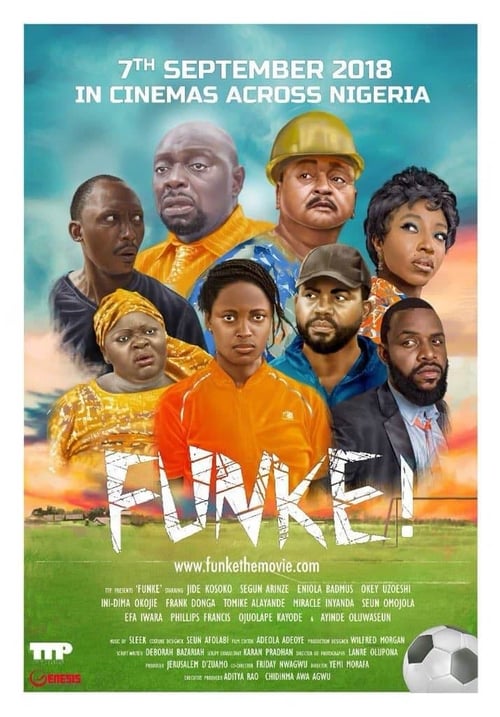 7TH SEPTEMBER 2018
IN CINEMAS ACROSS NIGERIA
FUNKE!
www.funkethemovie.com
TTP PRESENTS 'FUNKE' STARRING JIDE KOSOKO SEGUN ARINZE ENIOLA BADMUS OKEY UZOESHI
INI-DIMA OKOJIE FRANK DONGA TOMIKE ALAYANDE MIRACLE INYANDA SEUN OMOJOLA
EFA IWARA PHILLIPS FRANCIS OJUOLAPE KAYODE & AYINDE OLUWASEUN
MUSIC BY SLEEK COSTUME DESIGNER SEUN AFOLABI FILM EDITOR ADEOLA ADEOYE PRODUCTION DESIGNER WILFRED MORGAN
SCRIPT WRITER DEBORAH BAZARIAH SCRIPT CONSULTANT KARAN PRADHAN DIRECTOR OF PHOTOGRAPHY LANRE OLUPONA
PRODUCER JERUSALEM D'ZUAMO CO-DIRECTOR FRIDAY NWAGWU DIRECTOR YEMI MORAFA
EXECUTIVE PRODUCER ADITYA RAO CHIDINMA AWA AGWU
TTP
GENESIS